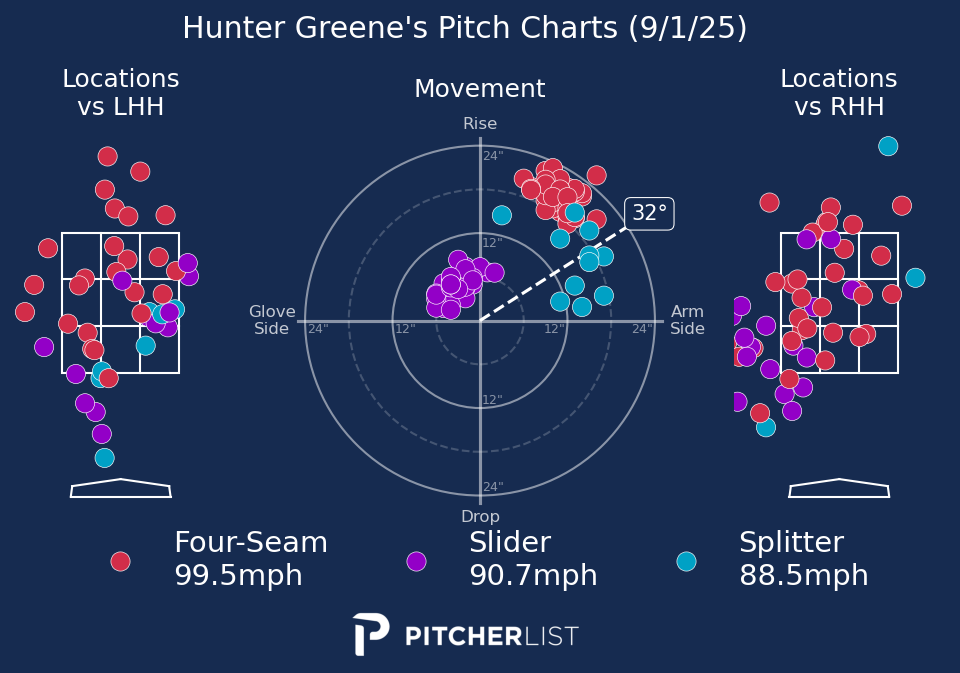 Hunter Greene's Pitch Charts (9/1/25)
Locations
vs LHH
Movement
Locations
vs RHH
Rise
24"
32°
12"
Glove
Side
24"
12"
12"
24"
Arm
Side
12"
24"
Drop
Four-Seam
99.5mph
Slider
90.7mph
Splitter
88.5mph
PITCHERLIST